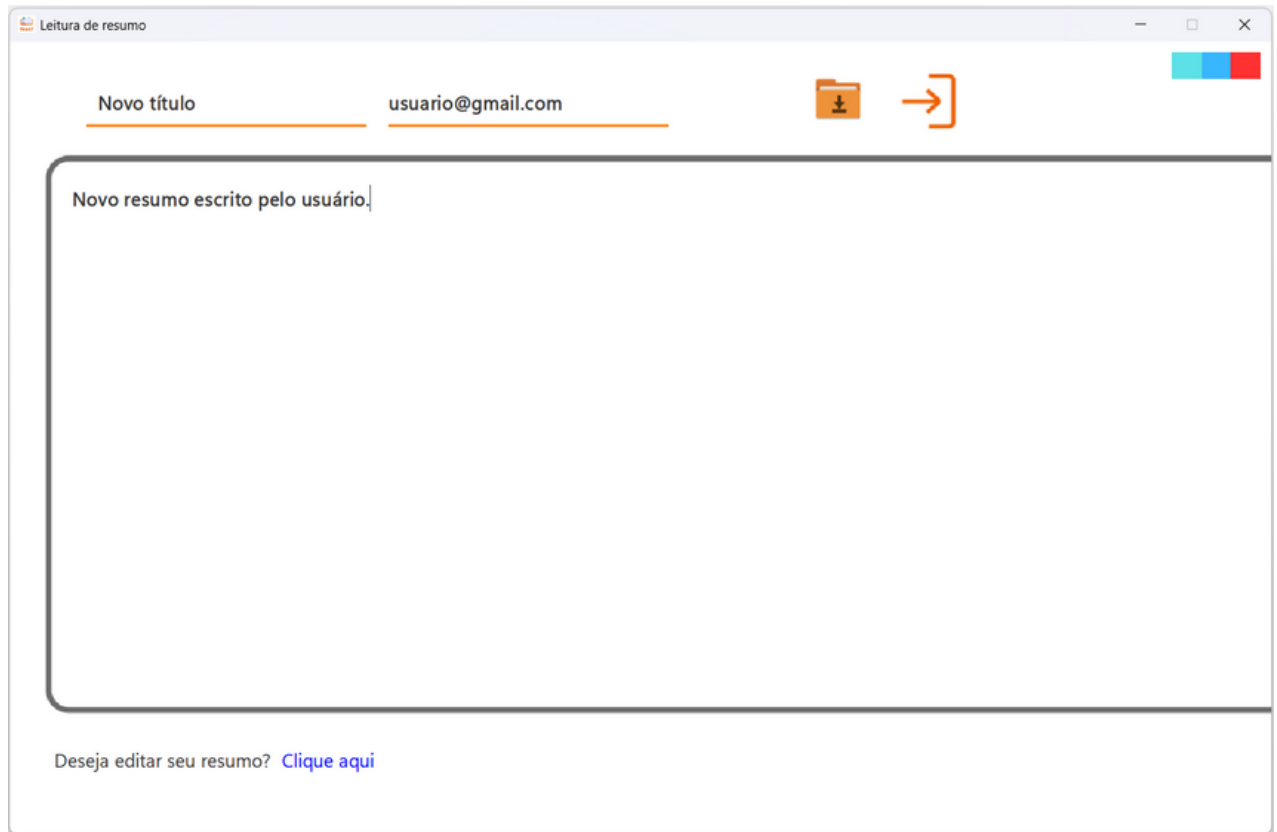 Leitura de resumo
Novo título
usuario@gmail.com
Novo resumo escrito pelo usuário.
Deseja editar seu resumo? Clique aqui